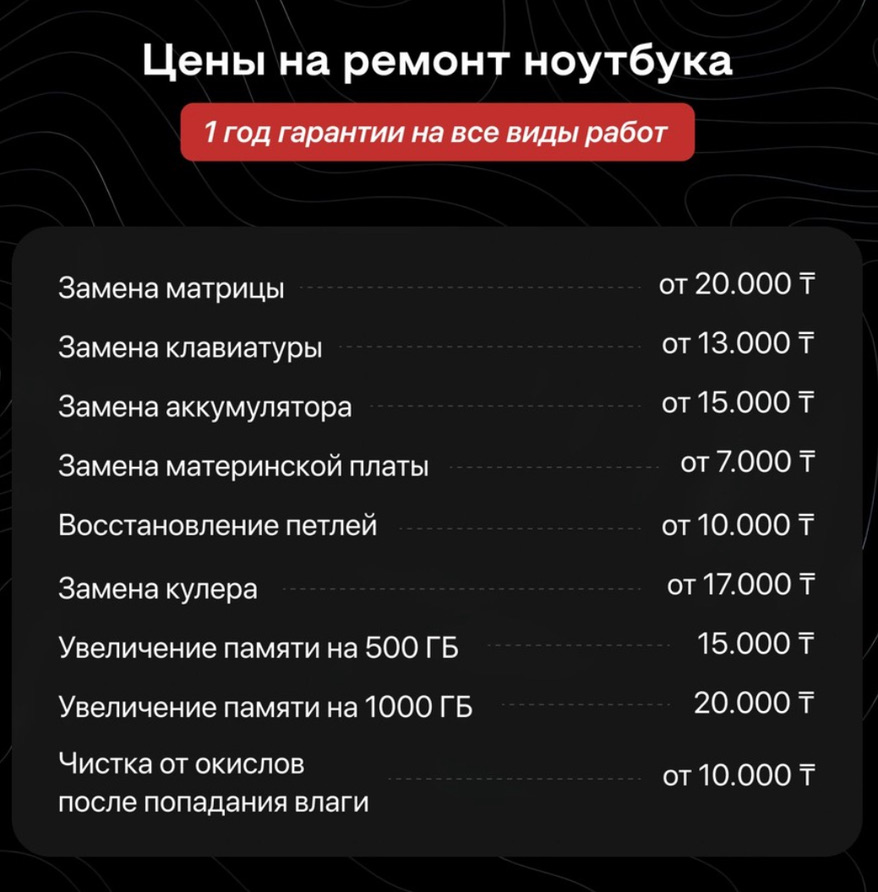 Цены на ремонт ноутбука
1 год гарантии на все виды работ
Замена матрицы от 20.000 ₸
Замена клавиатуры от 13.000 ₸
Замена аккумулятора от 15.000 ₸
Замена материнской платы от 7.000 ₸
Восстановление петлей от 10.000 ₸
Замена кулера от 17.000 ₸
Увеличение памяти на 500 ГБ 15.000 ₸
Увеличение памяти на 1000 ГБ 20.000 ₸
Чистка от окислов
после попадания влаги от 10.000 ₸